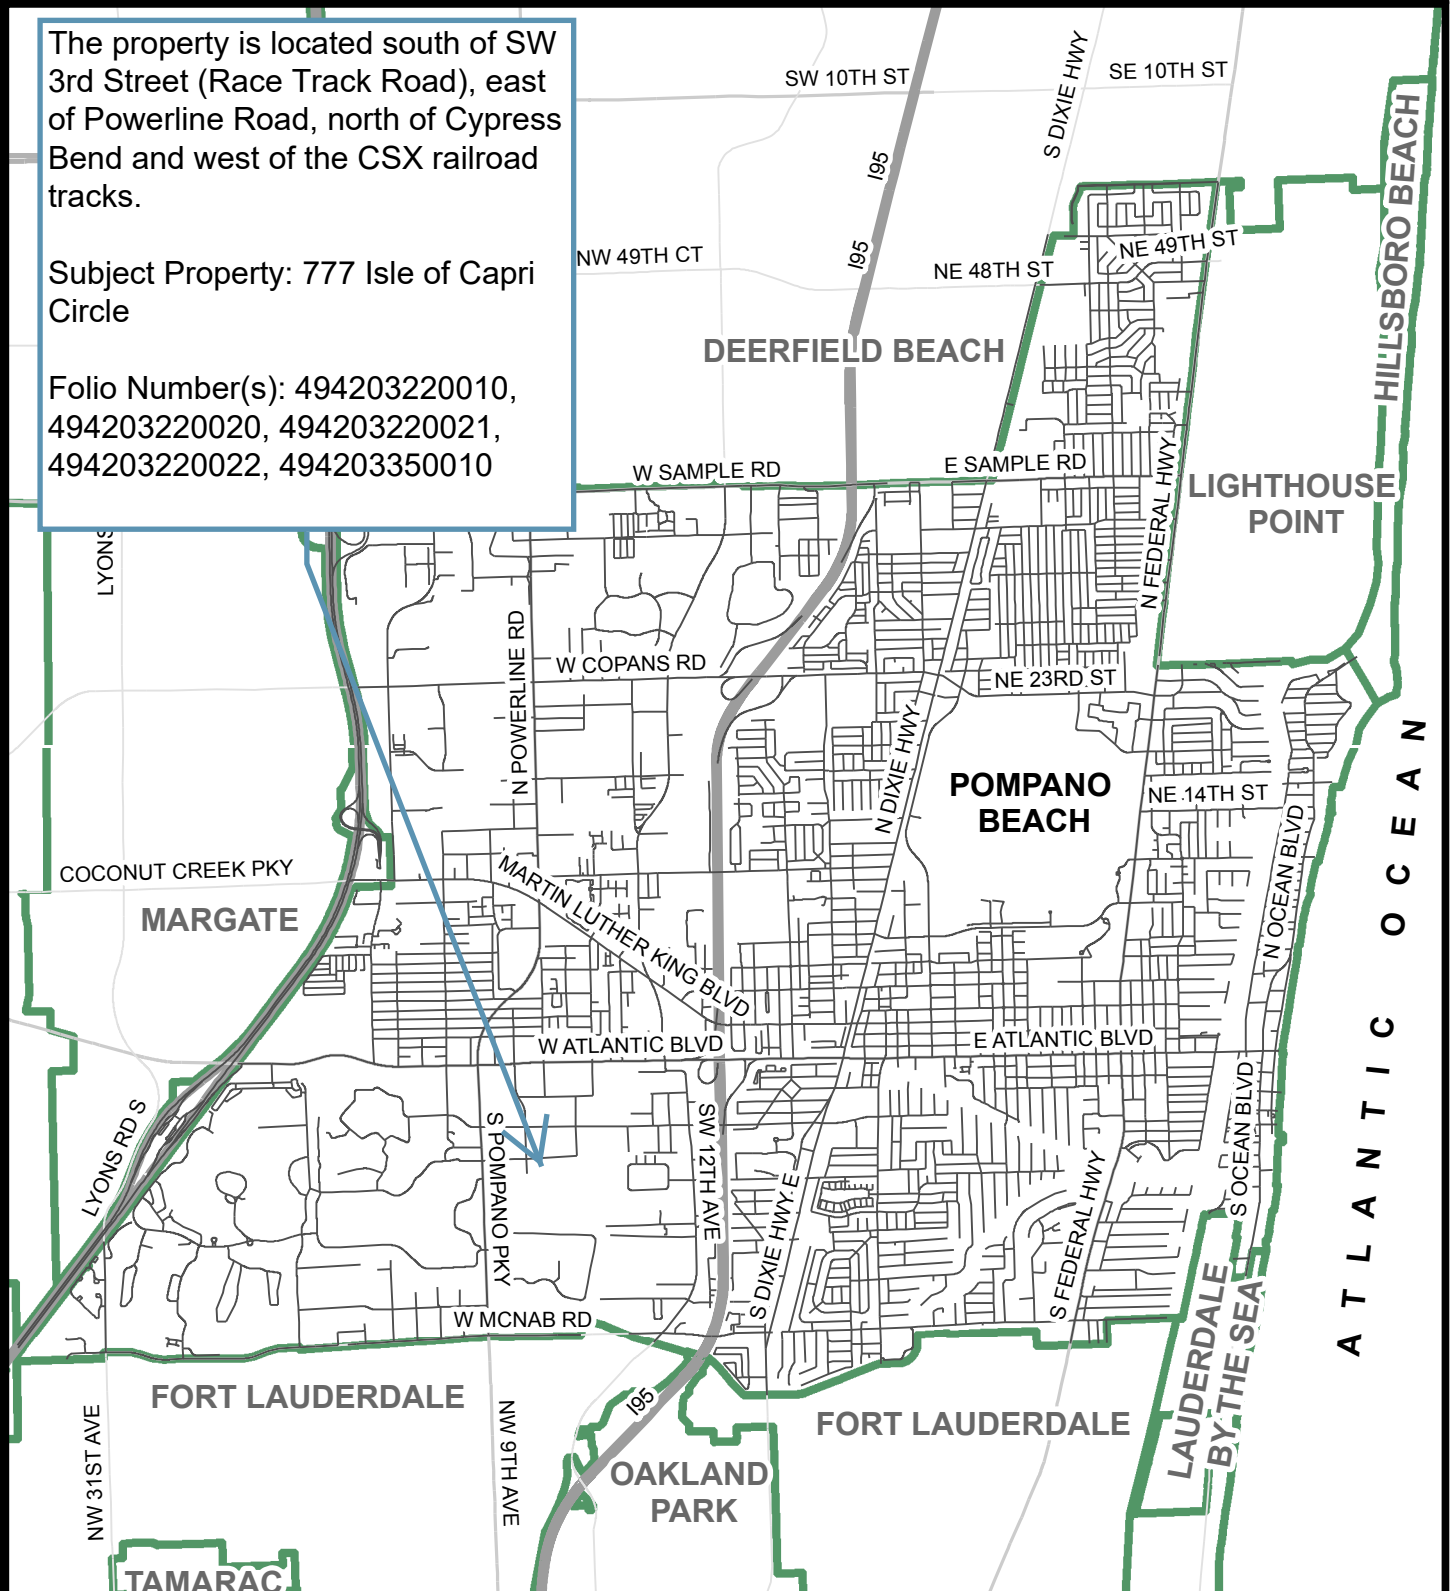 The property is located south of SW
3rd Street (Race Track Road), east
of Powerline Road, north of Cypress
Bend and west of the CSX railroad
tracks.
Subject Property: 777 Isle of Capri
Circle
Folio Number(s): 494203220010,
494203220020, 494203220021,
494203220022, 494203350010
SW 10TH ST
SE 10TH ST
S DIXIE HWY
I95
HILLSBORO BEACH
NE 49TH ST
NW 49TH CT
I95
NE 48TH ST
DEERFIELD BEACH
W SAMPLE RD
E SAMPLE RD
LIGHTHOUSE
POINT
N FEDERAL HWY
LYONS
N POWERLINE RD
W COPANS RD
NE 23RD ST
N DIXIE HWY
POMPANO
BEACH
NE 14TH ST
N OCEAN BLVD
COCONUT CREEK PKY
MARGATE
MARTIN LUTHER KING BLVD
W ATLANTIC BLVD
E ATLANTIC BLVD
ATLANTIC OCEAN
LYONS RD S
S POMPANO PKY
SW 12TH AVE
S DIXIE HWY E
S FEDERAL HWY
S OCEAN BLVD
W MCNAB RD
LAUDERDALE
BY THE SEA
FORT LAUDERDALE
I95
FORT LAUDERDALE
NW 31ST AVE
NW 9TH AVE
OAKLAND
PARK
TAMARAC